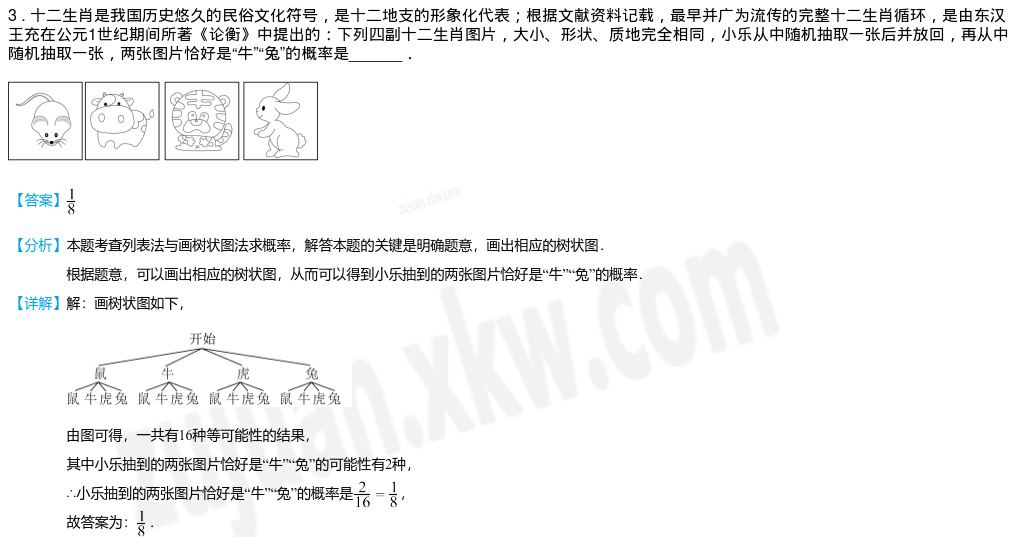 3．十二生肖是我国历史悠久的民俗文化符号，是十二地支的形象化代表；根据文献资料记载，最早并广为流传的完整十二生肖循环，是由东汉
王充在公元1世纪期间所著《论衡》中提出的：下列四副十二生肖图片，大小、形状、质地完全相同，小乐从中随机抽取一张后并放回，再从中
随机抽取一张，两张图片恰好是“牛”“兔”的概率是______．
【答案】1/8
zujuan.xkw.com
【分析】本题考查列表法与画树状图法求概率，解答本题的关键是明确题意，画出相应的树状图．
根据题意，可以画出相应的树状图，从而可以得到小乐抽到的两张图片恰好是“牛”“兔”的概率．
【详解】解：画树状图如下，
开始
鼠 牛 虎 兔
鼠 牛 虎 兔 鼠 牛 虎 兔 鼠 牛 虎 兔 鼠 牛 虎 兔
由图可得，一共有16种等可能性的结果，
其中小乐抽到的两张图片恰好是“牛”“兔”的可能性有2种，
∴小乐抽到的两张图片恰好是“牛”“兔”的概率是2/16＝1/8，
故答案为：1/8．
zujuan.xkw.com